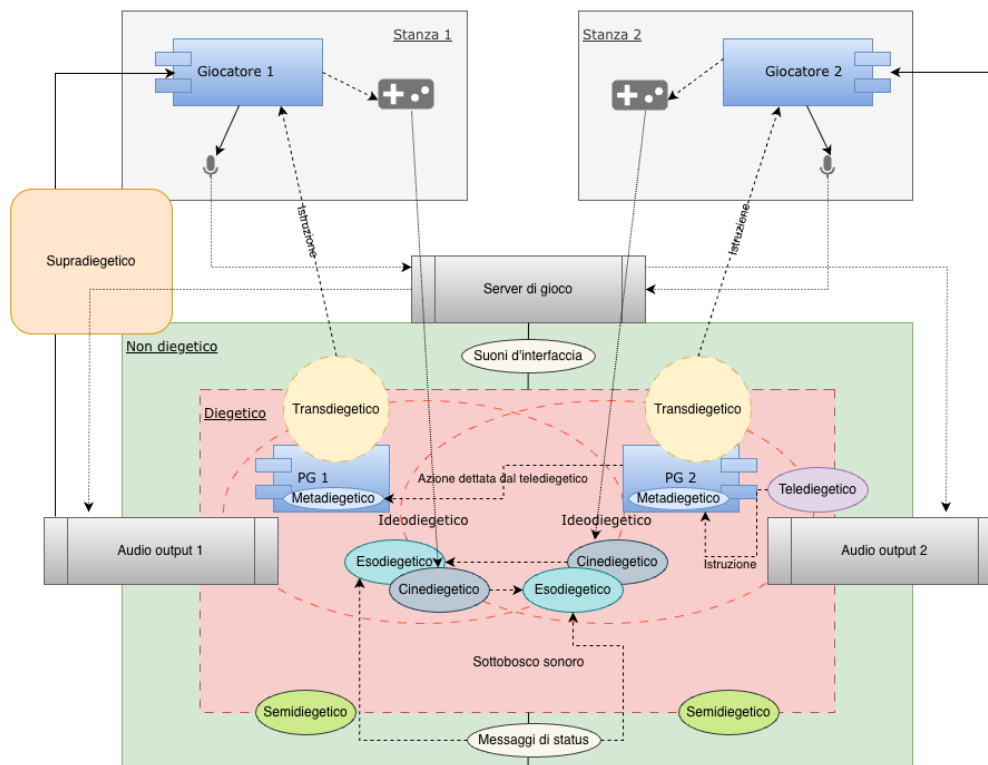 Stanza 1
Stanza 2
Giocatore 1
Giocatore 2
Istruzione
Istruzione
Supradiegetico
Server di gioco
Non diegetico
Suoni d'interfaccia
Diegetico
Transdiegetico
Transdiegetico
PG 1
Azione dettata dal telediegetico
PG 2
Metadiegetico
Metadiegetico
Telediegetico
Ideodiegetico
Ideodiegetico
Audio output 1
Audio output 2
Esodiegetico
Cinediegetico
Istruzione
Cinediegetico
Esodiegetico
Sottobosco sonoro
Semidiegetico
Semidiegetico
Messaggi di status